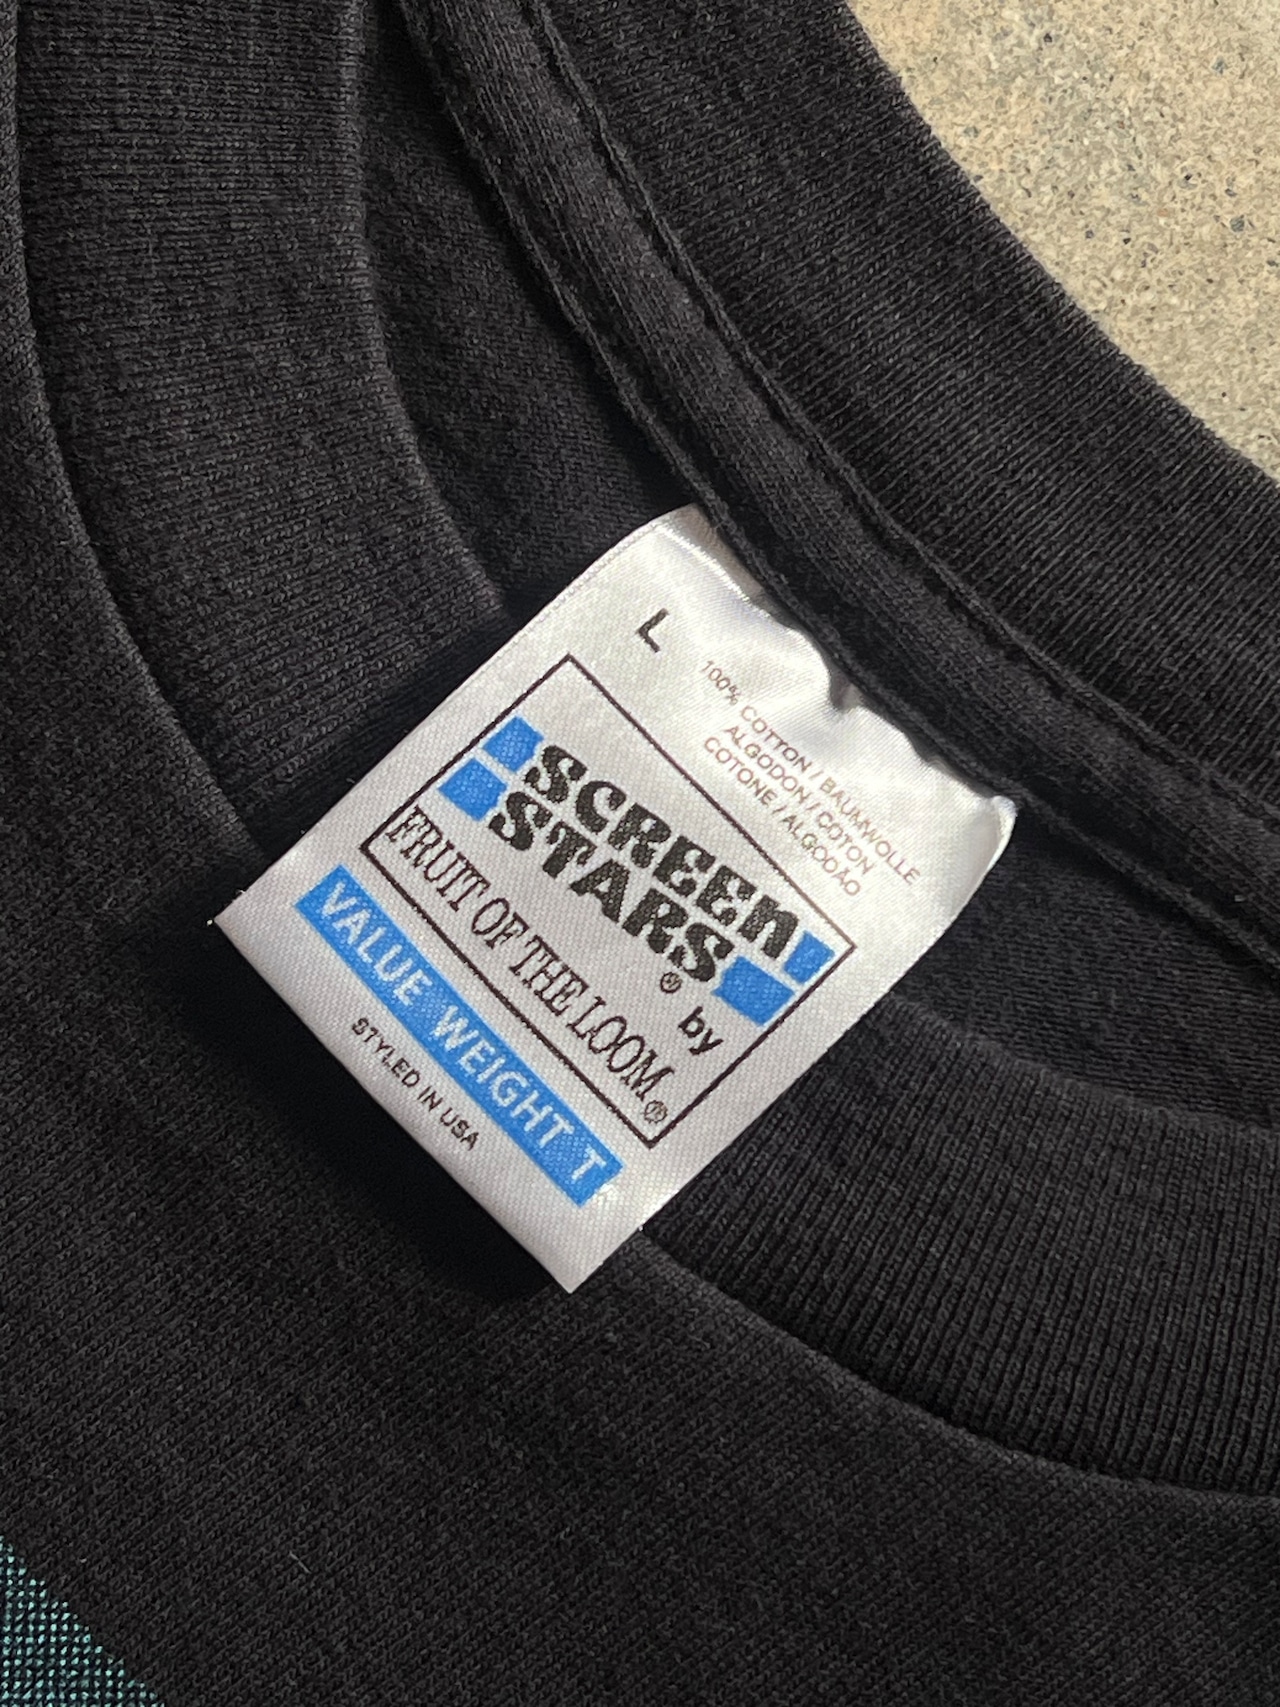 L
100% COTTON / BAUMWOLLE
ALGODON / COTON
COTONE / ALGODÃO
SCREEN
STARS® by
FRUIT OF THE LOOM®
VALUE WEIGHT T
STYLED IN USA